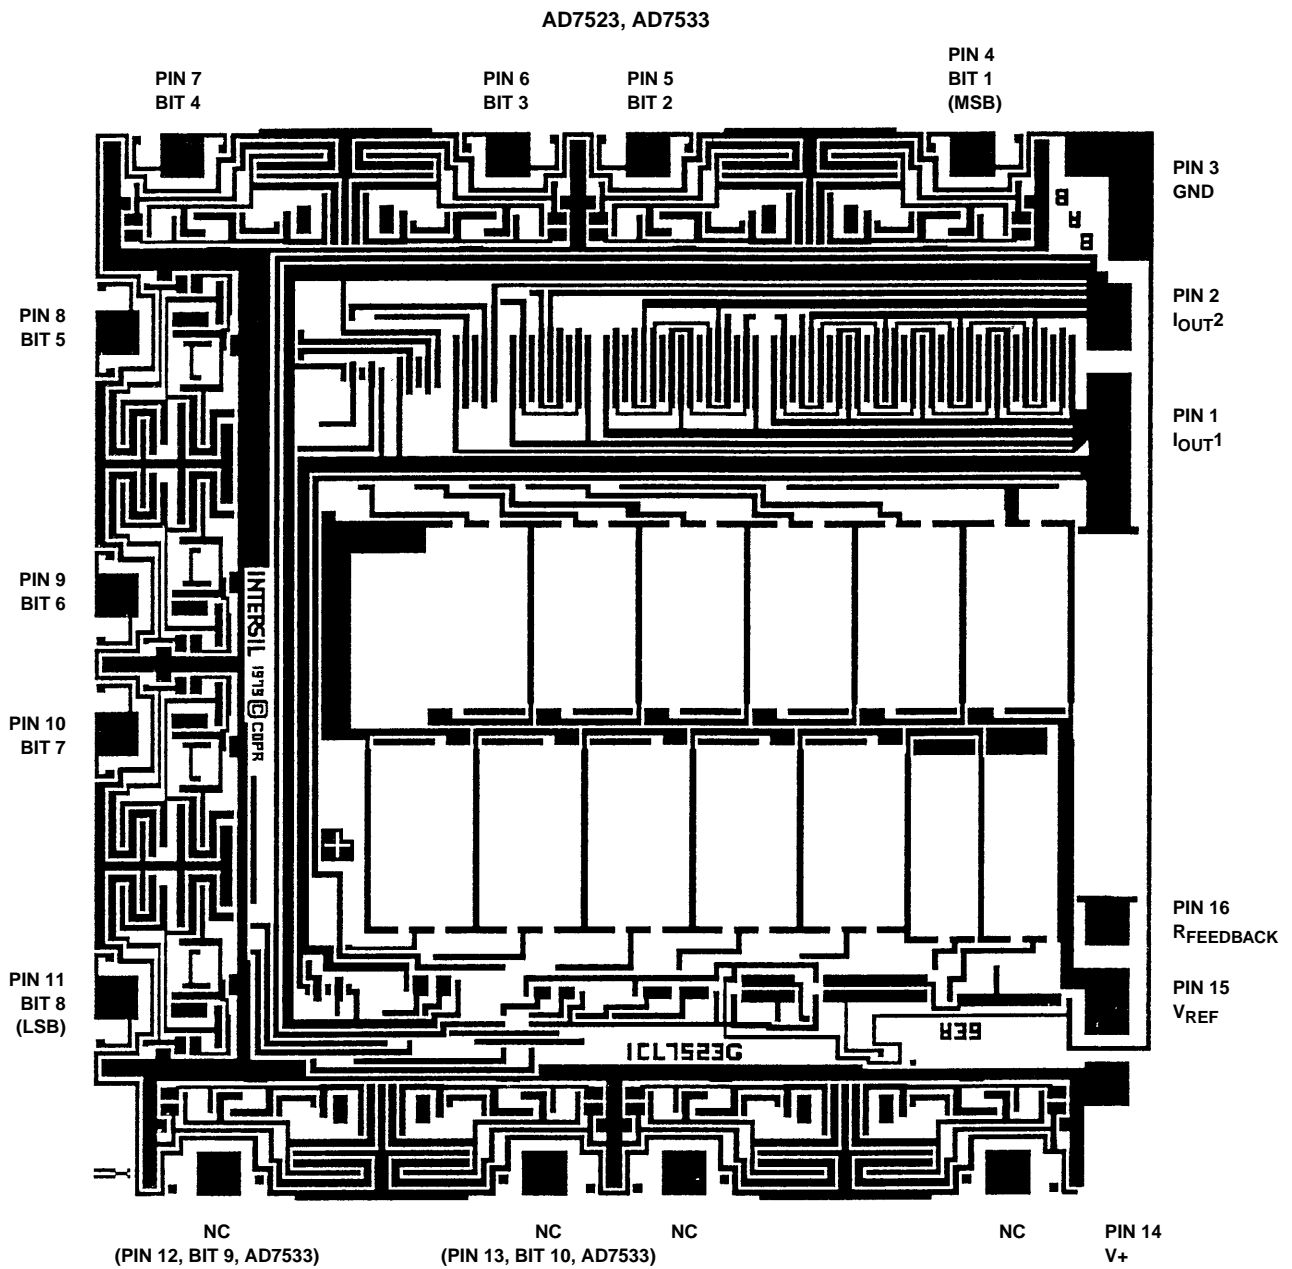 AD7523, AD7533
PIN 7
BIT 4
PIN 6
BIT 3
PIN 5
BIT 2
PIN 4
BIT 1
(MSB)
PIN 3
GND
B
R
B
PIN 2
IOUT2
PIN 1
IOUT1
PIN 8
BIT 5
PIN 9
BIT 6
INTERSIL 1975 © COPR
PIN 10
BIT 7
PIN 11
BIT 8
(LSB)
PIN 16
RFEEDBACK
PIN 15
VREF
ICL7523G
NC
(PIN 12, BIT 9, AD7533)
NC
(PIN 13, BIT 10, AD7533)
NC
NC
PIN 14
V+